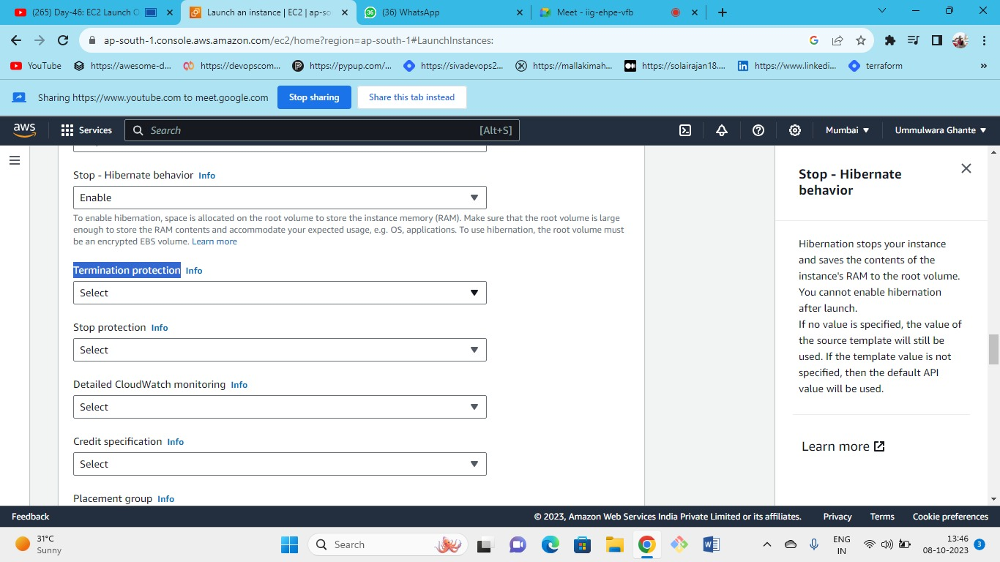 (265) Day-46: EC2 Launch O
Launch an instance | EC2 | ap-so
(36) WhatsApp
Meet - iig-ehpe-vfb
ap-south-1.console.aws.amazon.com/ec2/home?region=ap-south-1#LaunchInstances:
YouTube
https://awesome-d...
https://devopscom...
https://pypup.com/...
https://sivadevops2...
https://mallakimah...
https://solairajan18....
https://www.linkedi...
terraform
»
Sharing https://www.youtube.com to meet.google.com
Stop sharing
Share this tab instead
aws
Services
Search
[Alt+S]
Mumbai
Ummulwara Ghante
Stop - Hibernate behavior Info
Enable
To enable hibernation, space is allocated on the root volume to store the instance memory (RAM). Make sure that the root volume is large
enough to store the RAM contents and accommodate your expected usage, e.g. OS, applications. To use hibernation, the root volume must
be an encrypted EBS volume. Learn more
Termination protection Info
Select
Stop protection Info
Select
Detailed CloudWatch monitoring Info
Select
Credit specification Info
Select
Placement group Info
Stop - Hibernate
behavior
Hibernation stops your instance
and saves the contents of the
instance's RAM to the root volume.
You cannot enable hibernation
after launch.
If no value is specified, the value of
the source template will still be
used. If the template value is not
specified, then the default API
value will be used.
Learn more
Feedback
© 2023, Amazon Web Services India Private Limited or its affiliates.
Privacy
Terms
Cookie preferences
31°C
Sunny
Search
ENG
IN
13:46
08-10-2023
3